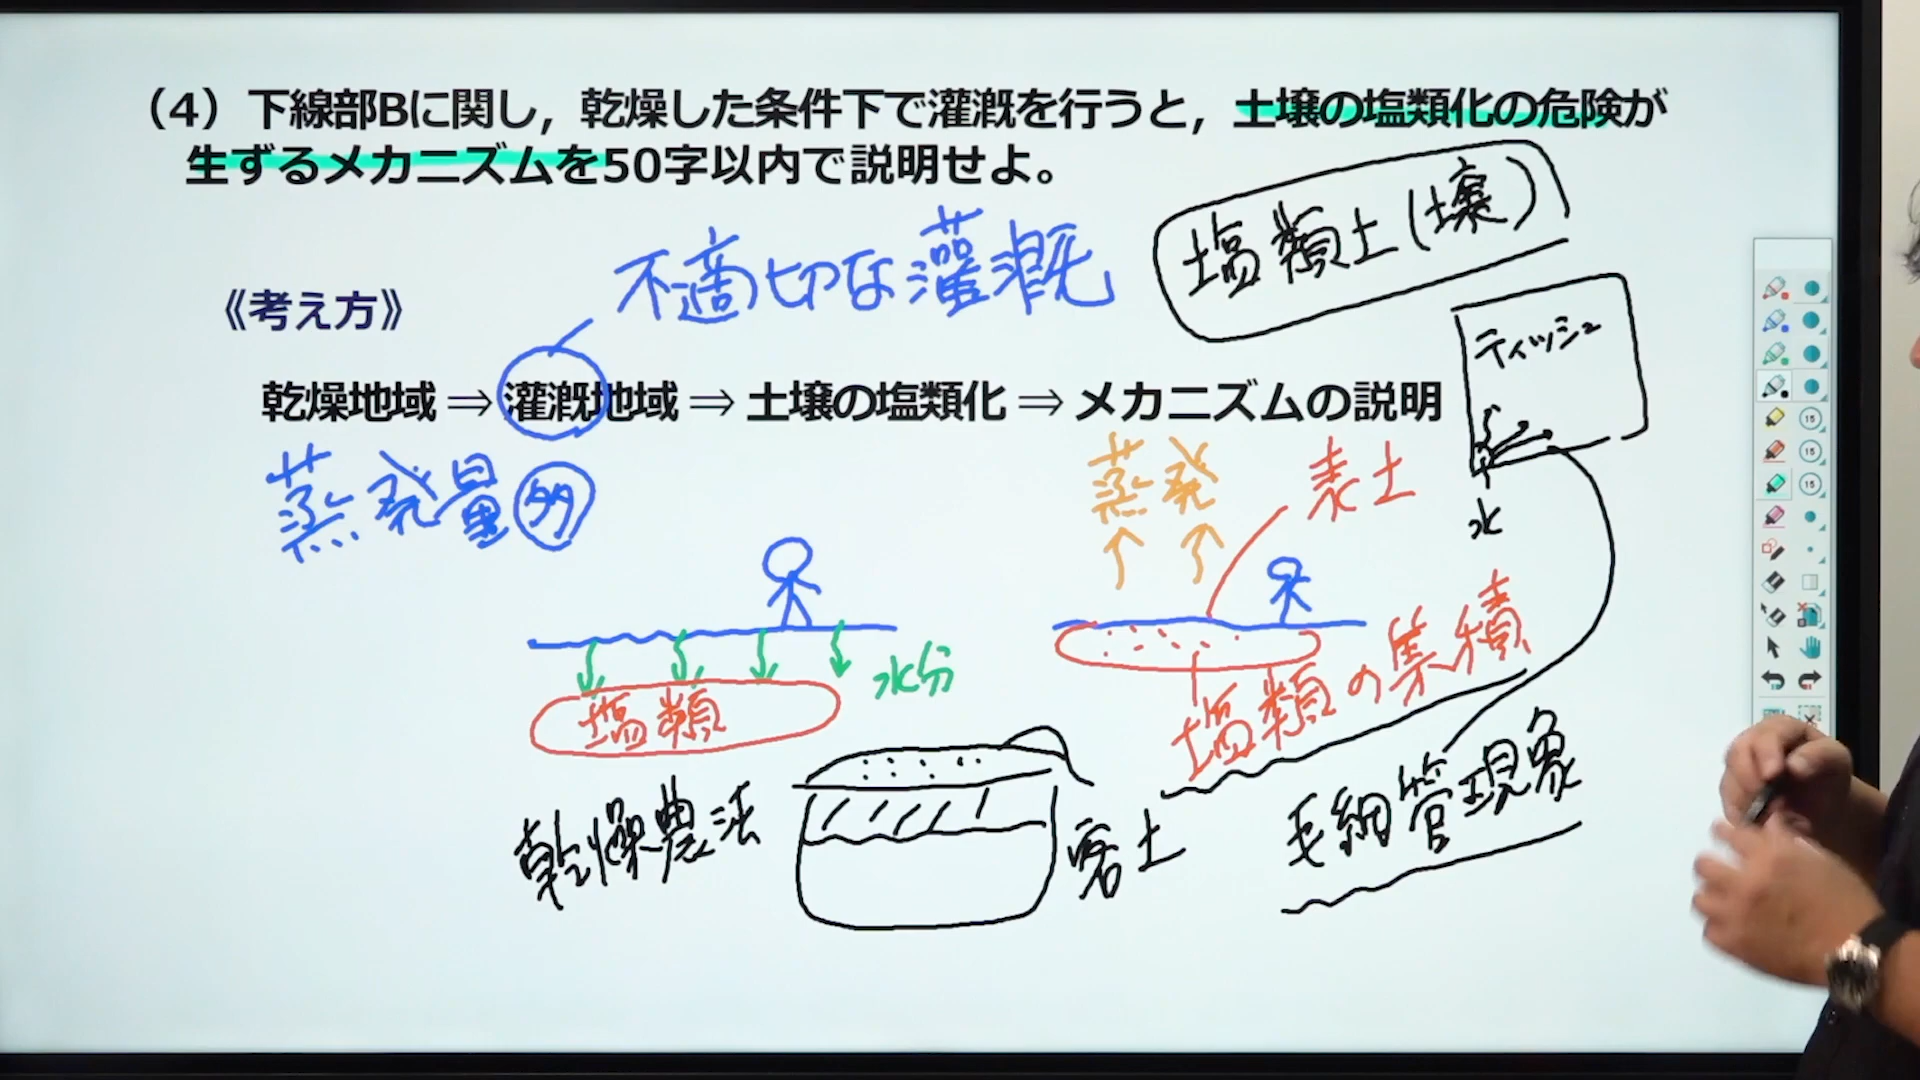 （4）下線部Bに関し，乾燥した条件下で灌漑を行うと，土壌の塩類化の危険が
生ずるメカニズムを50字以内で説明せよ。
塩類土(壌)
不適切な灌漑
《考え方》
ティッシュ
乾燥地域 ⇒ 灌漑地域 ⇒ 土壌の塩類化 ⇒ メカニズムの説明
蒸発量多
蒸発
表土
水
水分
塩類
塩類の集積
乾燥農法
客土
毛細管現象
15
15
15